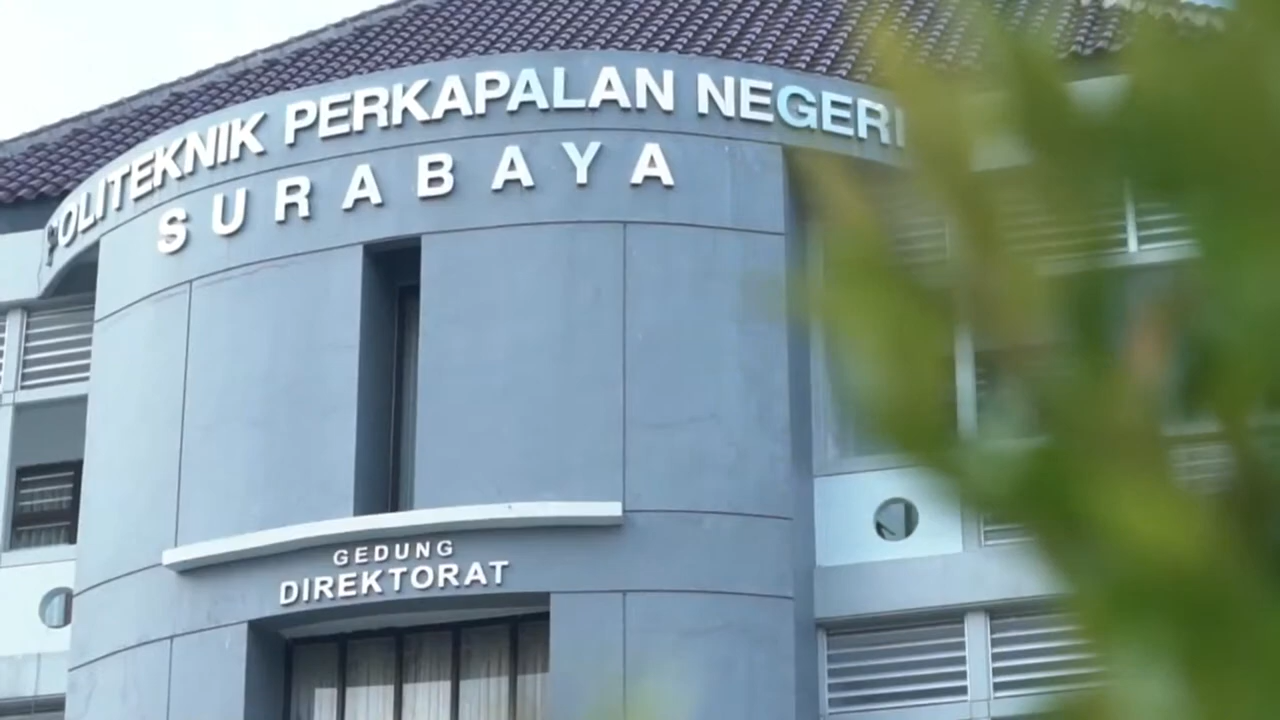 POLITEKNIK PERKAPALAN NEGERI
SURABAYA
GEDUNG
DIREKTORAT